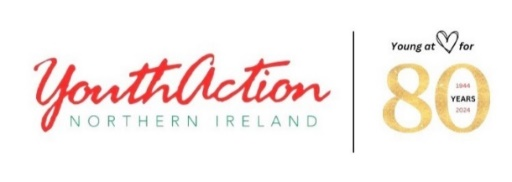 YouthAction
NORTHERN IRELAND
Young at for
80
1944
YEARS
2024